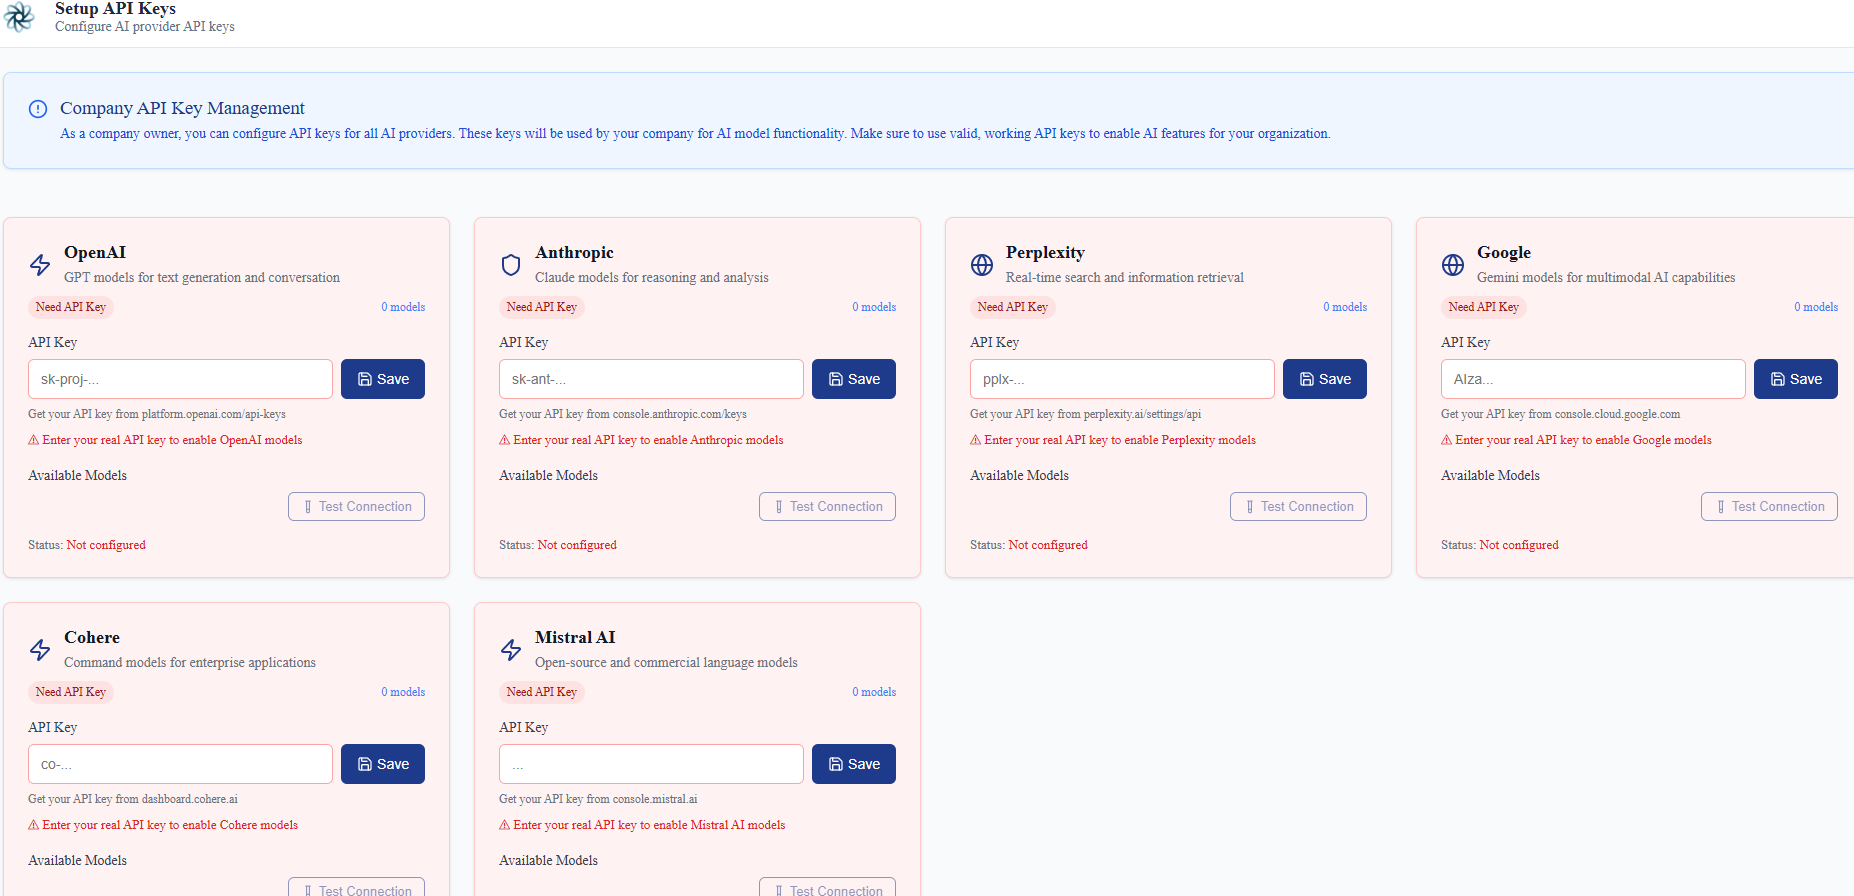 Setup API Keys
Configure AI provider API keys
Company API Key Management
As a company owner, you can configure API keys for all AI providers. These keys will be used by your company for AI model functionality. Make sure to use valid, working API keys to enable AI features for your organization.
OpenAI
GPT models for text generation and conversation
Need API Key
0 models
API Key
sk-proj-...
Save
Get your API key from platform.openai.com/api-keys
⚠ Enter your real API key to enable OpenAI models
Available Models
Test Connection
Status: Not configured
Anthropic
Claude models for reasoning and analysis
Need API Key
0 models
API Key
sk-ant-...
Save
Get your API key from console.anthropic.com/keys
⚠ Enter your real API key to enable Anthropic models
Available Models
Test Connection
Status: Not configured
Perplexity
Real-time search and information retrieval
Need API Key
0 models
API Key
pplx-...
Save
Get your API key from perplexity.ai/settings/api
⚠ Enter your real API key to enable Perplexity models
Available Models
Test Connection
Status: Not configured
Google
Gemini models for multimodal AI capabilities
Need API Key
0 models
API Key
AIza...
Save
Get your API key from console.cloud.google.com
⚠ Enter your real API key to enable Google models
Available Models
Test Connection
Status: Not configured
Cohere
Command models for enterprise applications
Need API Key
0 models
API Key
co-...
Save
Get your API key from dashboard.cohere.ai
⚠ Enter your real API key to enable Cohere models
Available Models
Test Connection
Mistral AI
Open-source and commercial language models
Need API Key
0 models
API Key
...
Save
Get your API key from console.mistral.ai
⚠ Enter your real API key to enable Mistral AI models
Available Models
Test Connection